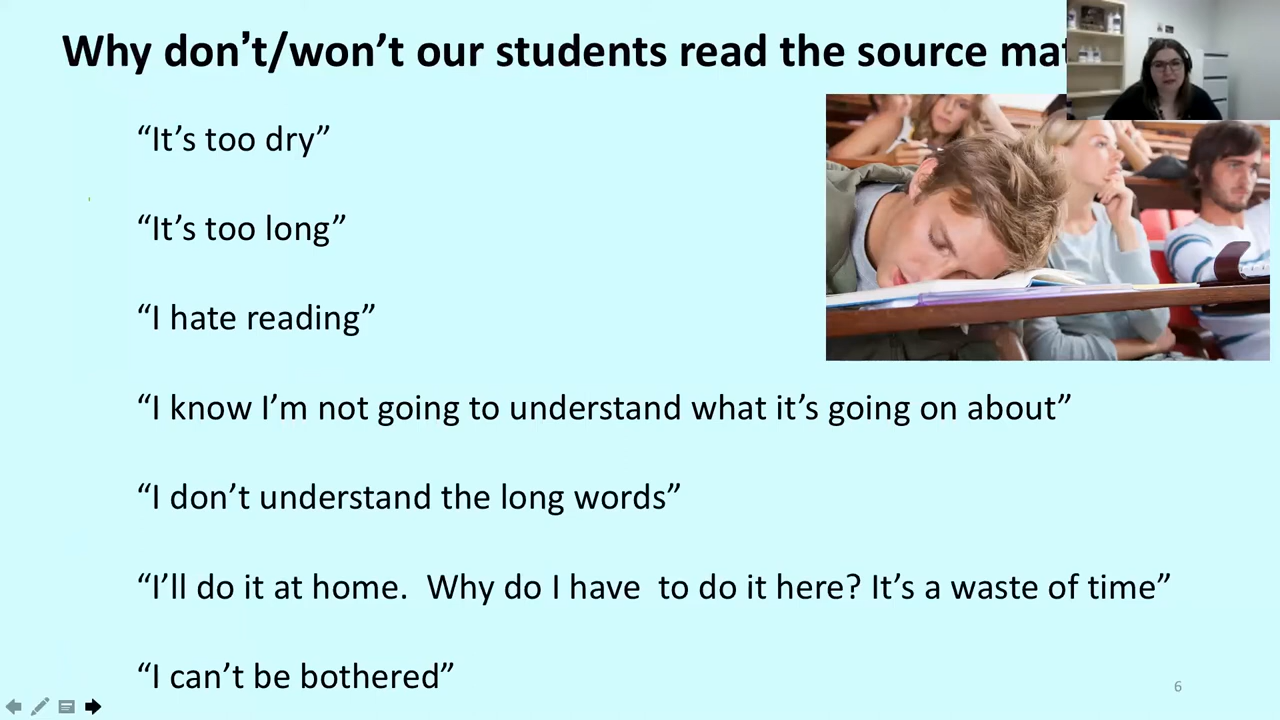 Why don’t/won’t our students read the source
“It’s too dry”
“It’s too long”
“I hate reading”
“I know I’m not going to understand what it’s going on about”
“I don’t understand the long words”
“I’ll do it at home.  Why do I have  to do it here? It’s a waste of time”
“I can’t be bothered”
6